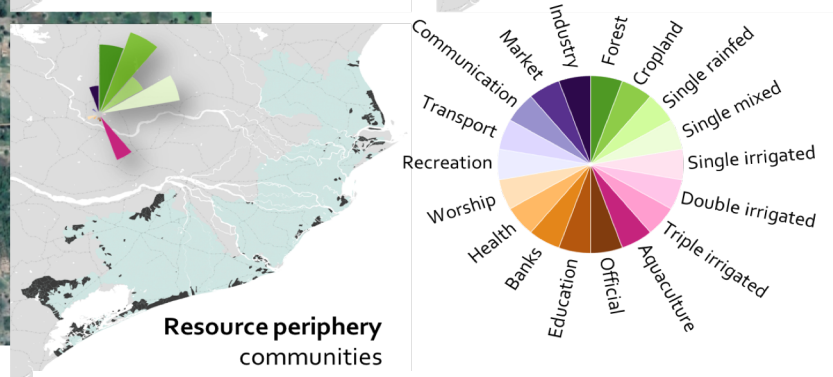 Resource periphery
communities
Industry
Forest
Cropland
Single rainfed
Single mixed
Single irrigated
Double irrigated
Triple irrigated
Aquaculture
Official
Education
Banks
Health
Worship
Recreation
Transport
Communication
Market